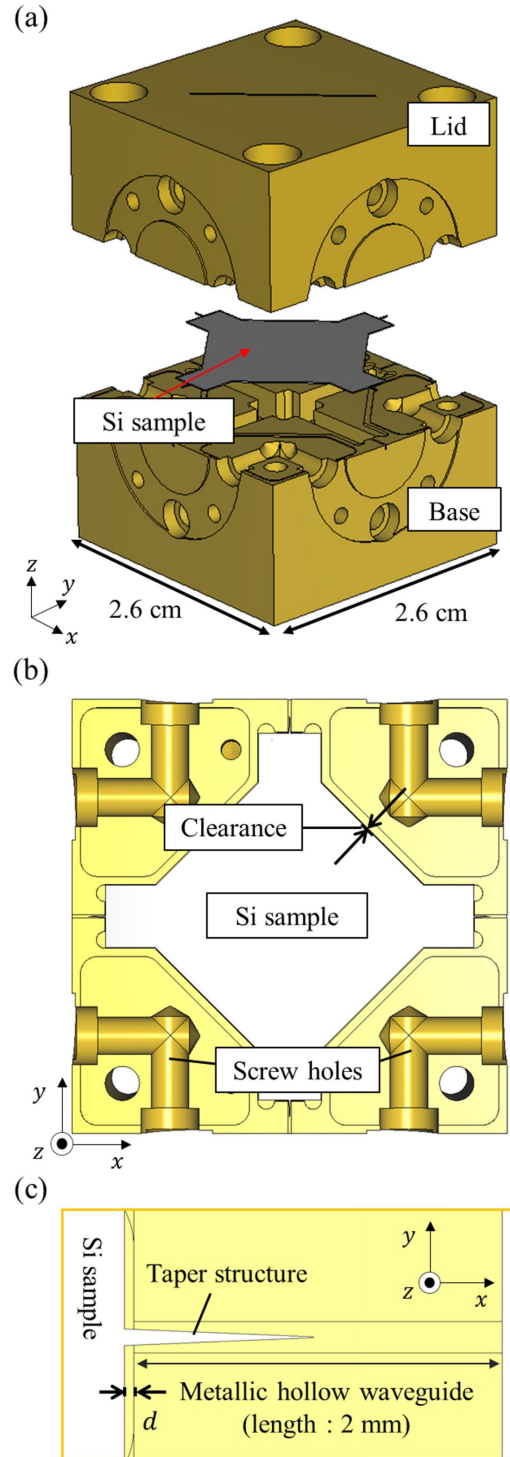 (a)
Lid
Si sample
Base
z
y
x
2.6 cm
2.6 cm
(b)
Clearance
Si sample
Screw holes
y
z
x
(c)
Si sample
Taper structure
y
z
x
d
Metallic hollow waveguide
(length : 2 mm)